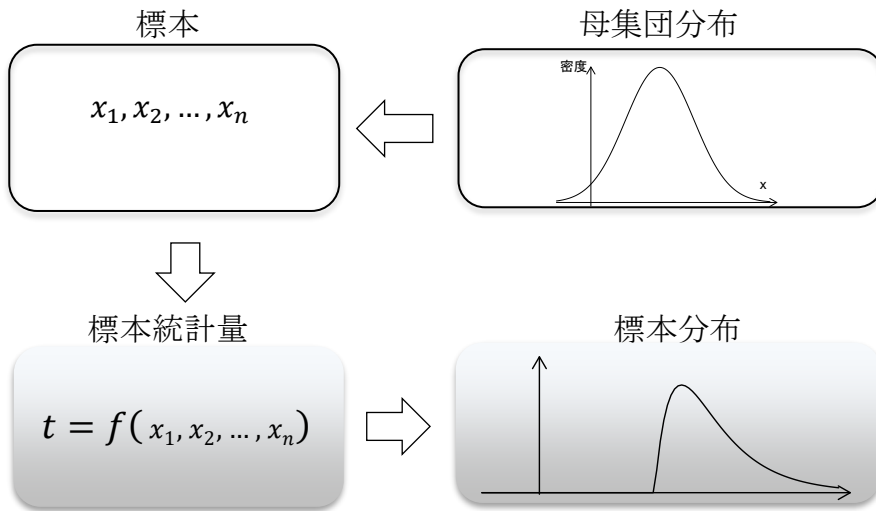 標本
母集団分布
x₁, x₂, … , xₙ
密度
x
標本統計量
標本分布
t = f( x₁, x₂, … , xₙ)